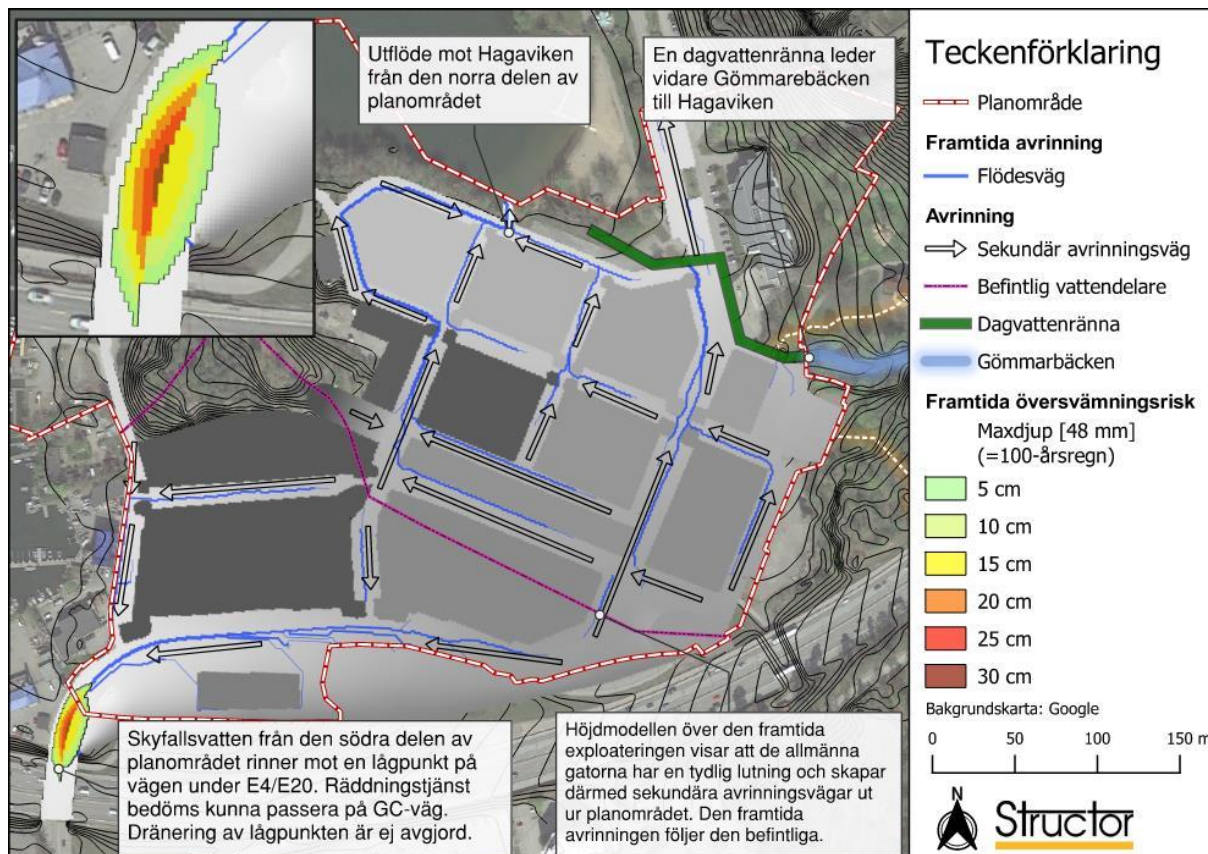 Utflöde mot Hagaviken
från den norra delen av
planområdet
En dagvattenränna leder
vidare Gömmarebäcken
till Hagaviken
Skyfallsvatten från den södra delen av
planområdet rinner mot en lågpunkt på
vägen under E4/E20. Räddningstjänst
bedöms kunna passera på GC-väg.
Dränering av lågpunkten är ej avgjord.
Höjdmodellen över den framtida
exploateringen visar att de allmänna
gatorna har en tydlig lutning och skapar
därmed sekundära avrinningsvägar ut
ur planområdet. Den framtida
avrinningen följer den befintliga.
Teckenförklaring
Planområde
Framtida avrinning
Flödesväg
Avrinning
Sekundär avrinningsväg
Befintlig vattendelare
Dagvattenränna
Gömmarbäcken
Framtida översvämningsrisk
Maxdjup [48 mm]
(=100-årsregn)
5 cm
10 cm
15 cm
20 cm
25 cm
30 cm
Bakgrundskarta: Google
0 50 100 150 m
N
Structor